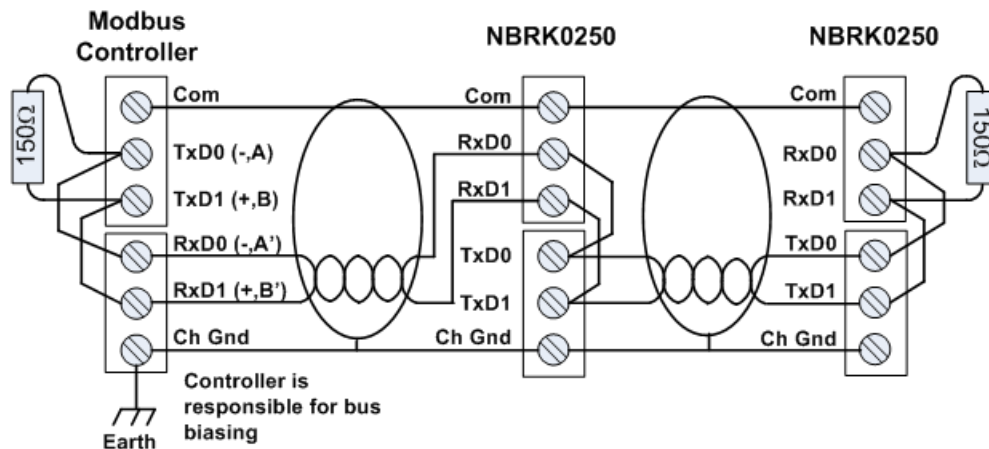 Modbus
Controller
NBRK0250
NBRK0250
150Ω
Com
TxD0 (-,A)
TxD1 (+,B)
RxD0 (-,A')
RxD1 (+,B')
Ch Gnd
Earth
Controller is
responsible for bus
biasing
Com
RxD0
RxD1
TxD0
TxD1
Ch Gnd
Com
RxD0
RxD1
TxD0
TxD1
Ch Gnd
150Ω